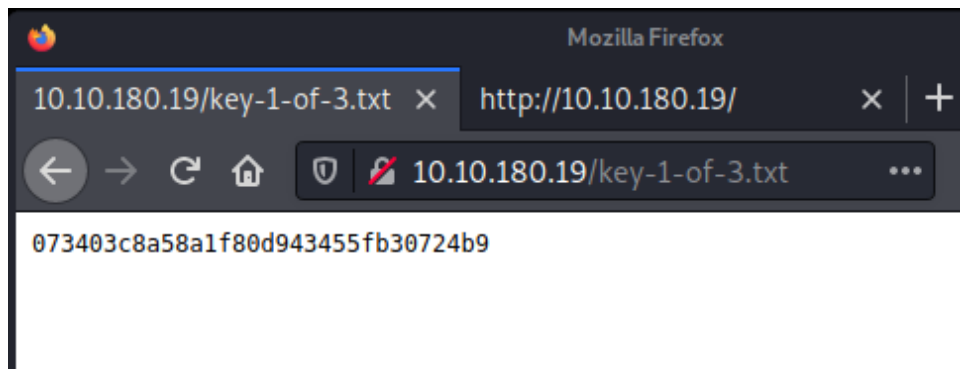 Mozilla Firefox
10.10.180.19/key-1-of-3.txt
http://10.10.180.19/
10.10.180.19/key-1-of-3.txt
073403c8a58a1f80d943455fb30724b9